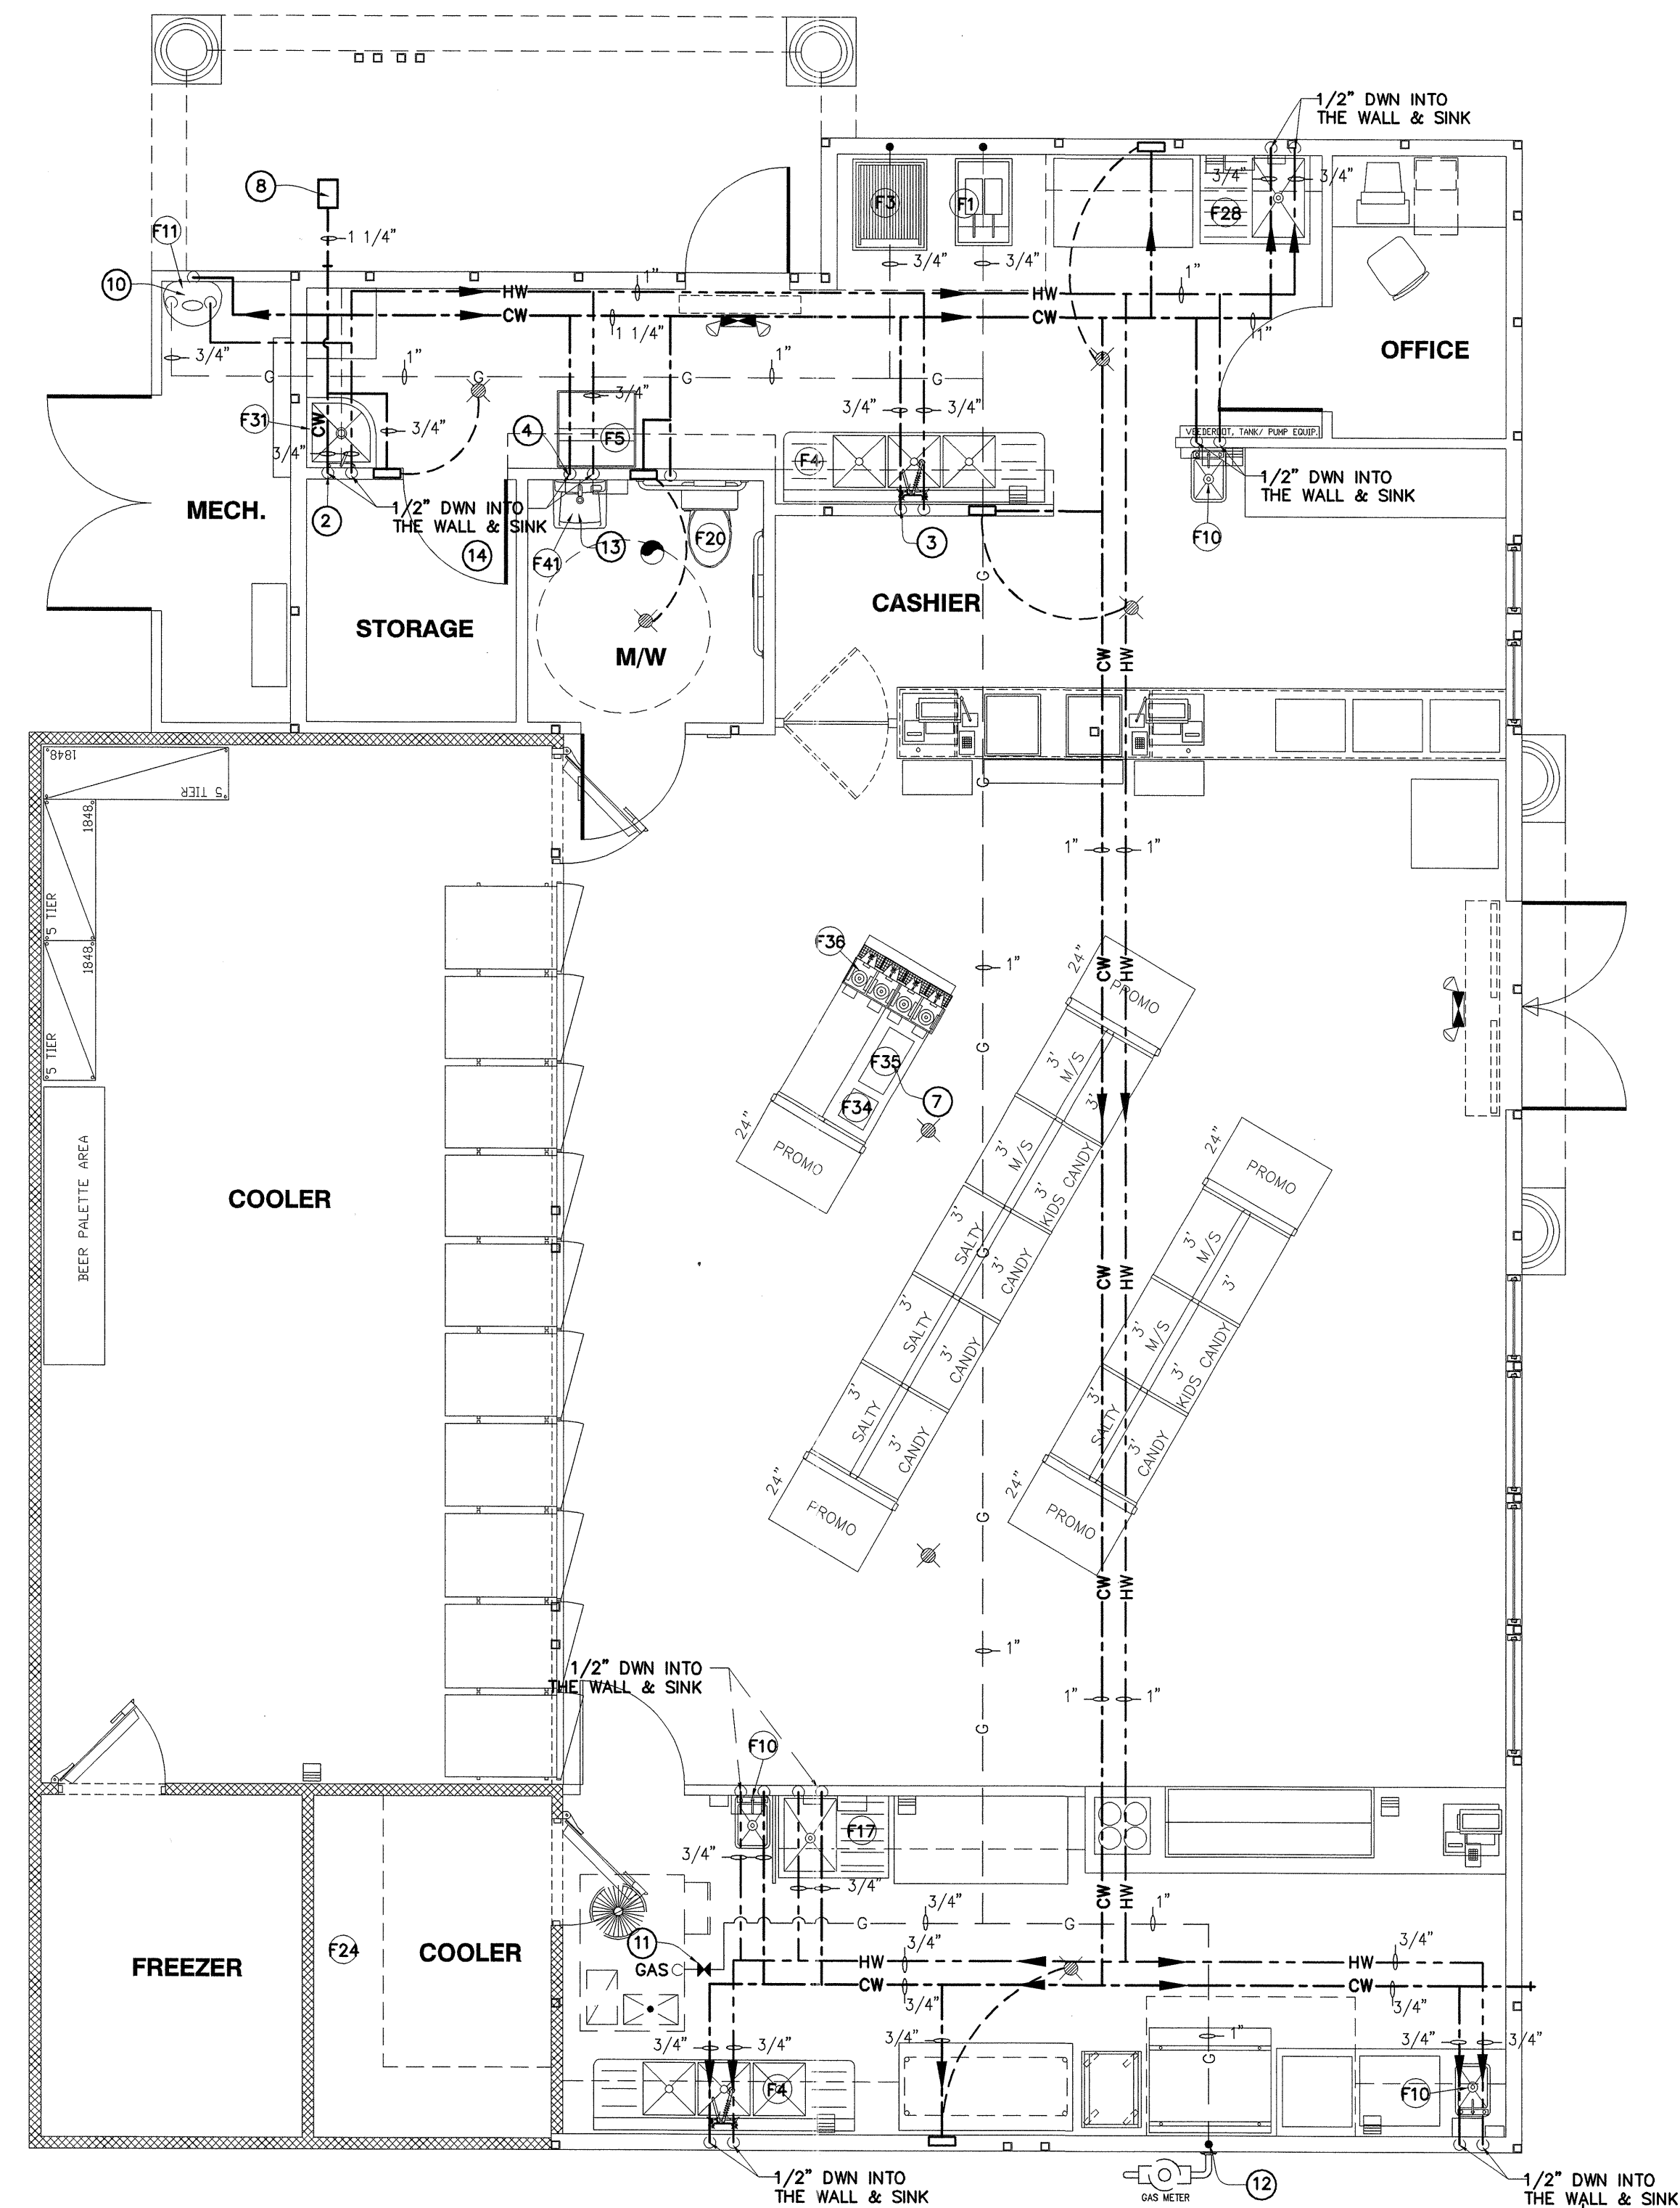 1/2” DWN INTO
THE WALL & SINK
8
F11
1 1/4”
F3
F1
3/4”
F28
3/4”
10
3/4”
3/4”
HW
1”
HW
1”
CW
1 1/4”
CW
1”
OFFICE
3/4”
1”
1”
G
G
G
G
3/4”
3/4”
3/4”
F31
CW
3/4”
4
F5
VEEDEROOT, TANK/ PUMP EQUIP.
3/4”
F4
1/2” DWN INTO
THE WALL & SINK
MECH.
2
1/2” DWN INTO
THE WALL & SINK
14
F41
13
F20
3
F10
G
CASHIER
STORAGE
M/W
CW
HW
1848
5 TIER
G
1848
5 TIER
1”
1”
F36
1848
5 TIER
1”
24”
CW
HW
PROMO
G
F35
3'
M/S
F34
7
3'
24”
PROMO
3'
M/S
24”
PROMO
BEER PALETTE AREA
COOLER
3'
KIDS CANDY
3'
SALTY
G
3'
CANDY
CW
HW
3'
M/S
3'
3'
SALTY
3'
CANDY
3'
M/S
3'
KIDS CANDY
3'
SALTY
3'
CANDY
3'
SALTY
3'
CANDY
24”
PROMO
24”
PROMO
G
CW
HW
1”
1/2” DWN INTO
THE WALL & SINK
1”
1”
G
F10
F17
3/4”
3/4”
CW
HW
3/4”
1”
G
G
F24
COOLER
FREEZER
11
GAS
HW
3/4”
HW
3/4”
CW
3/4”
CW
3/4”
3/4”
3/4”
3/4”
1”
G
3/4”
3/4”
F4
F10
1/2” DWN INTO
THE WALL & SINK
GAS METER
12
1/2” DWN INTO
THE WALL & SINK